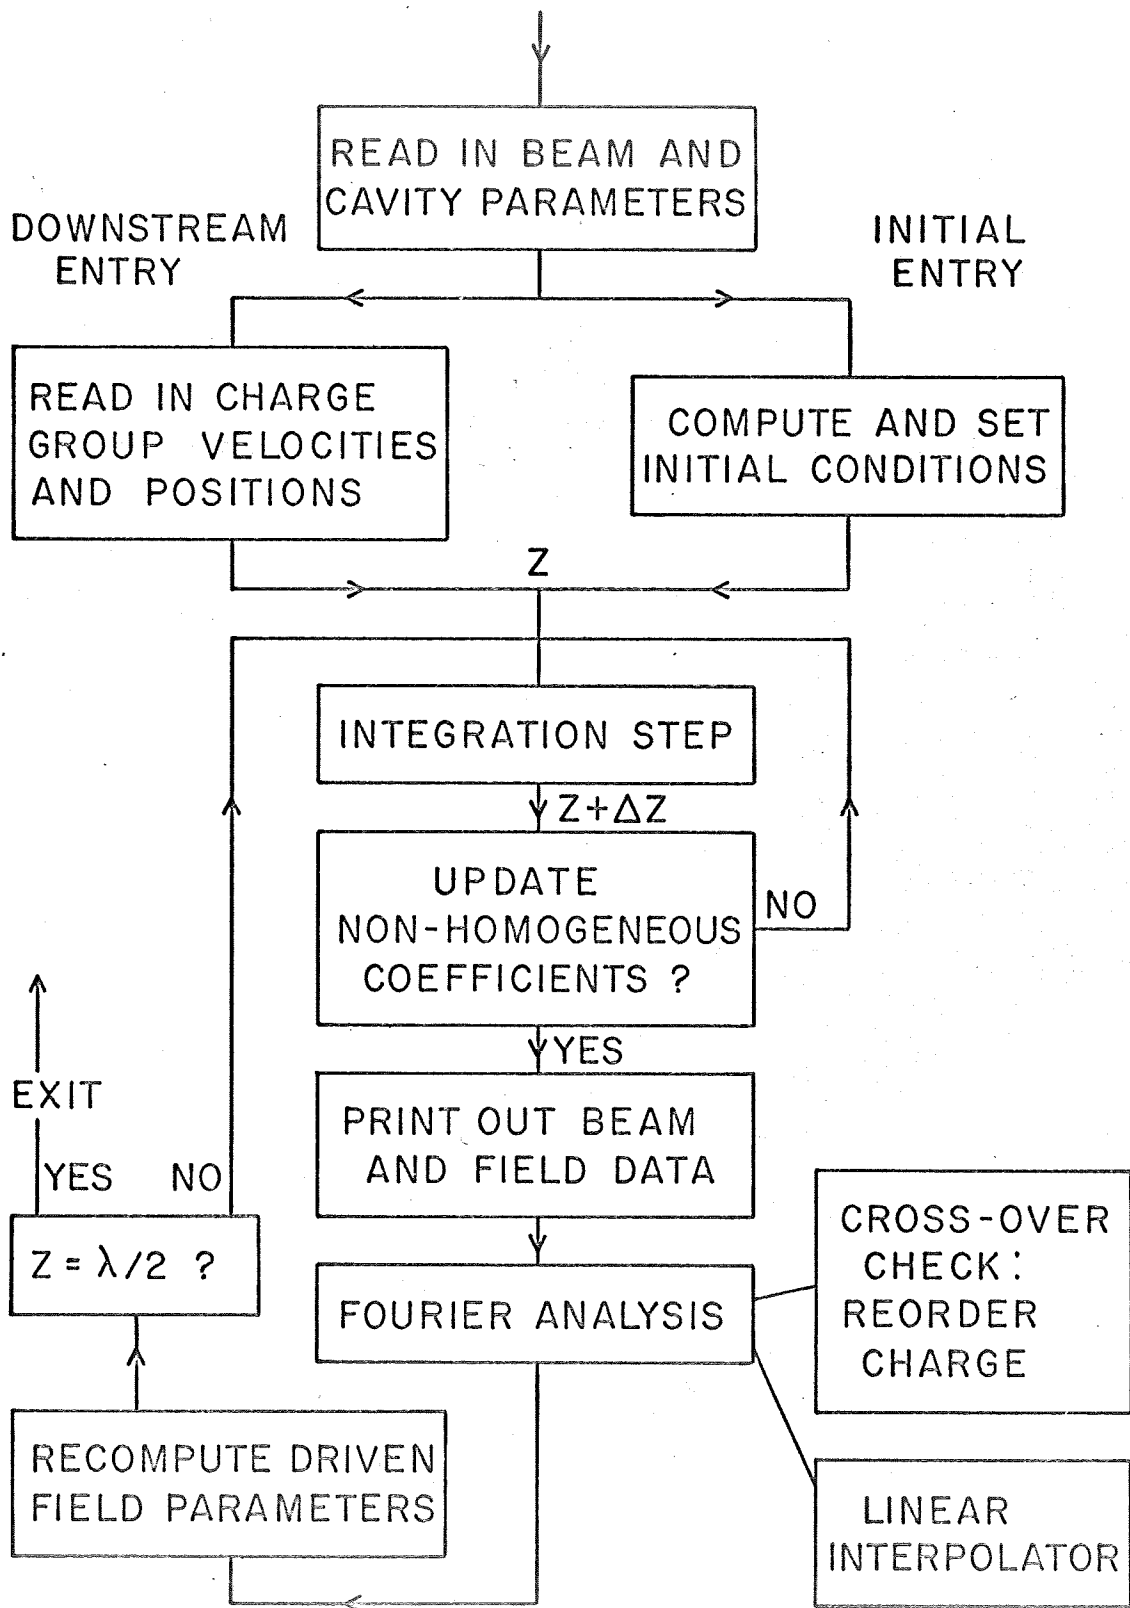 READ IN BEAM AND
CAVITY PARAMETERS
DOWNSTREAM
ENTRY
INITIAL
ENTRY
READ IN CHARGE
GROUP VELOCITIES
AND POSITIONS
COMPUTE AND SET
INITIAL CONDITIONS
Z
INTEGRATION STEP
Z+ΔZ
UPDATE
NON-HOMOGENEOUS
COEFFICIENTS ?
NO
YES
PRINT OUT BEAM
AND FIELD DATA
FOURIER ANALYSIS
CROSS-OVER
CHECK:
REORDER
CHARGE
LINEAR
INTERPOLATOR
RECOMPUTE DRIVEN
FIELD PARAMETERS
Z = λ/2 ?
YES
NO
EXIT